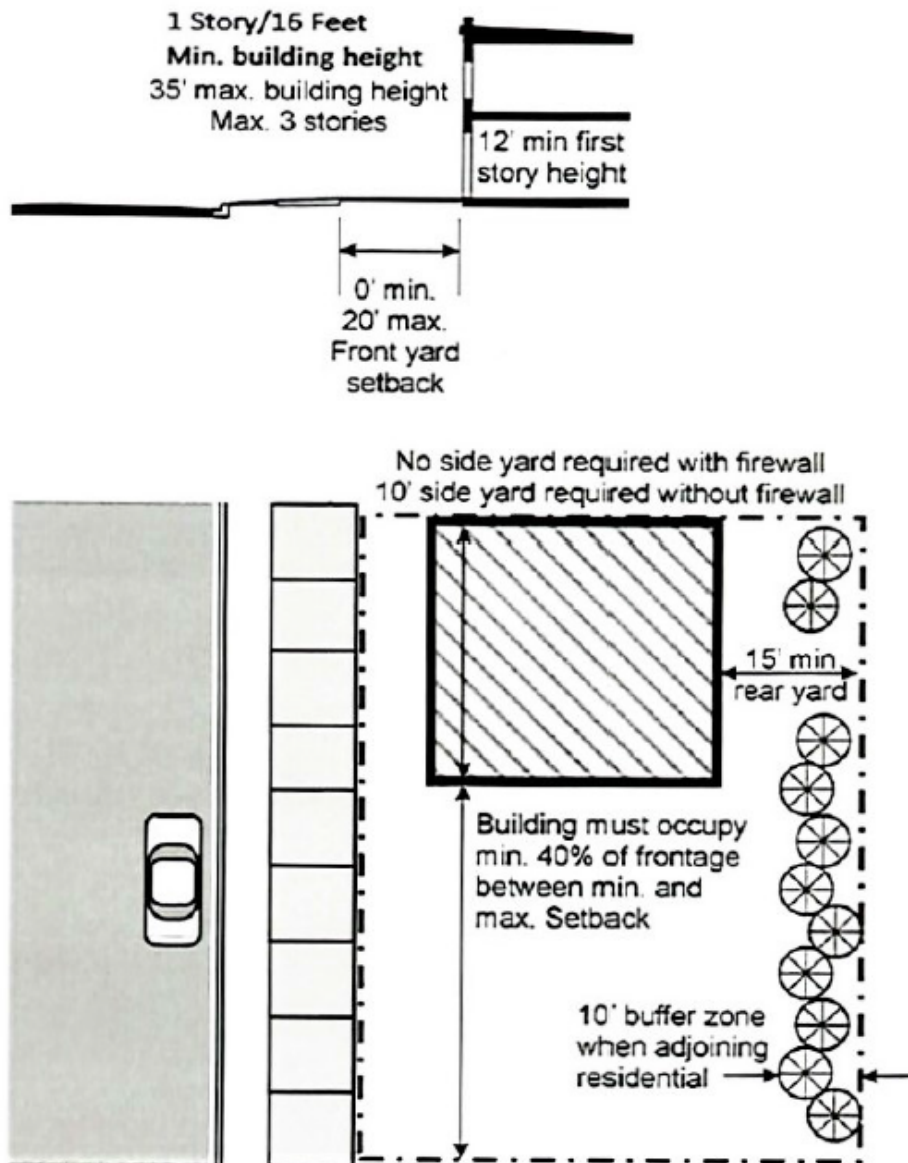 1 Story/16 Feet
Min. building height
35' max. building height
Max. 3 stories
12' min first
story height
0' min.
20' max.
Front yard
setback
No side yard required with firewall
10' side yard required without firewall
15' min
rear yard
Building must occupy
min. 40% of frontage
between min. and
max. Setback
10' buffer zone
when adjoining
residential